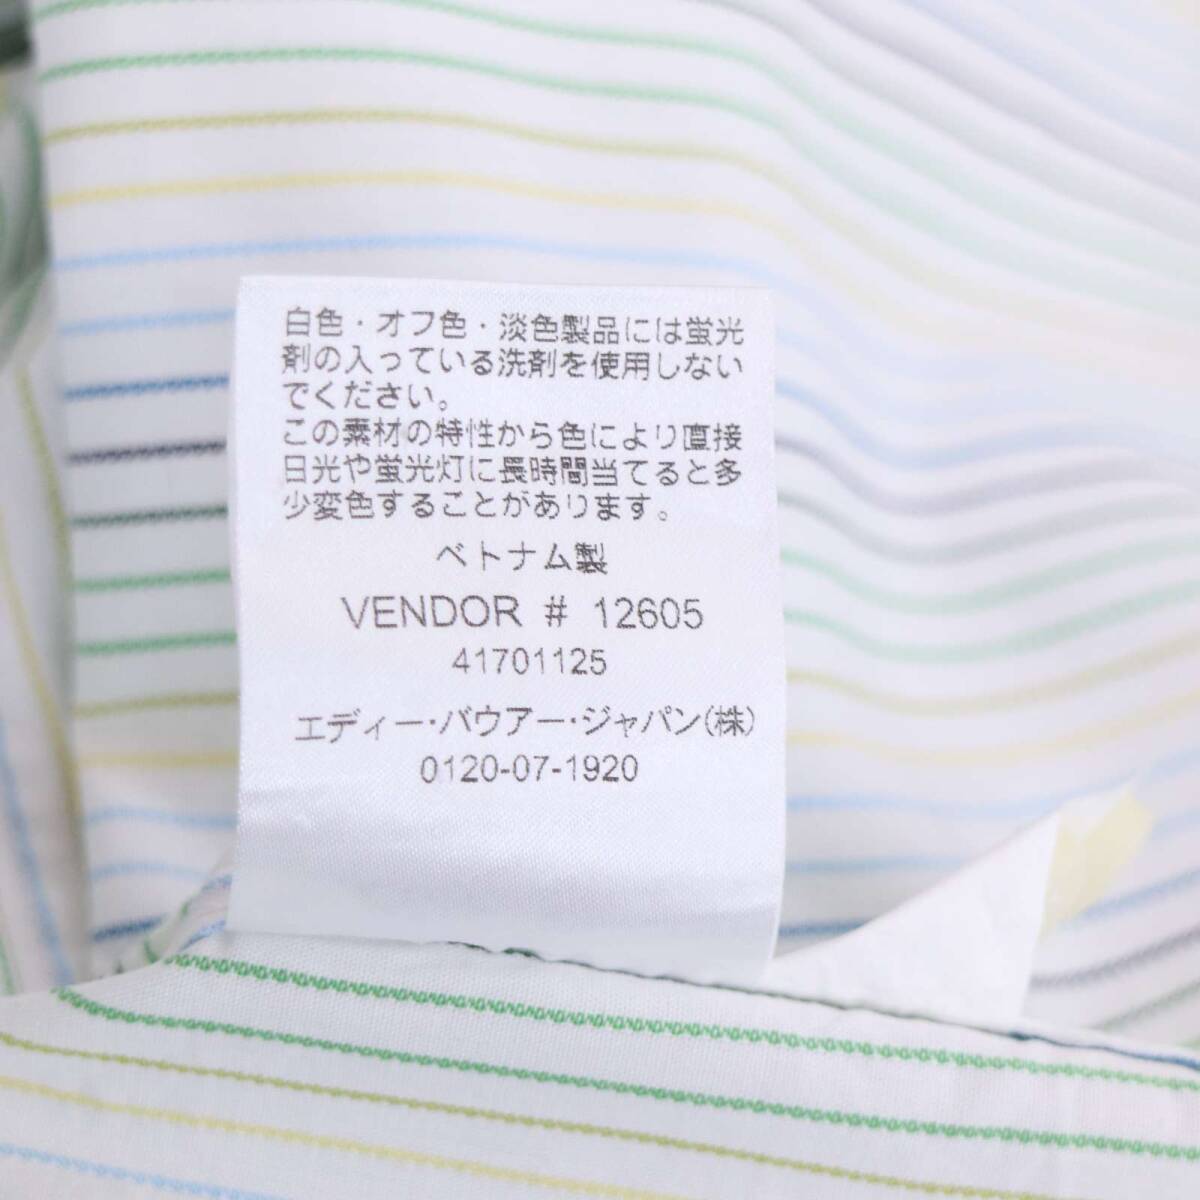 白色・オフ色・淡色製品には蛍光
剤の入っている洗剤を使用しない
でください。
この素材の特性から色により直接
日光や蛍光灯に長時間当てると多
少変色することがあります。
ベトナム製
VENDOR # 12605
41701125
エディー・バウアー・ジャパン(株)
0120-07-1920